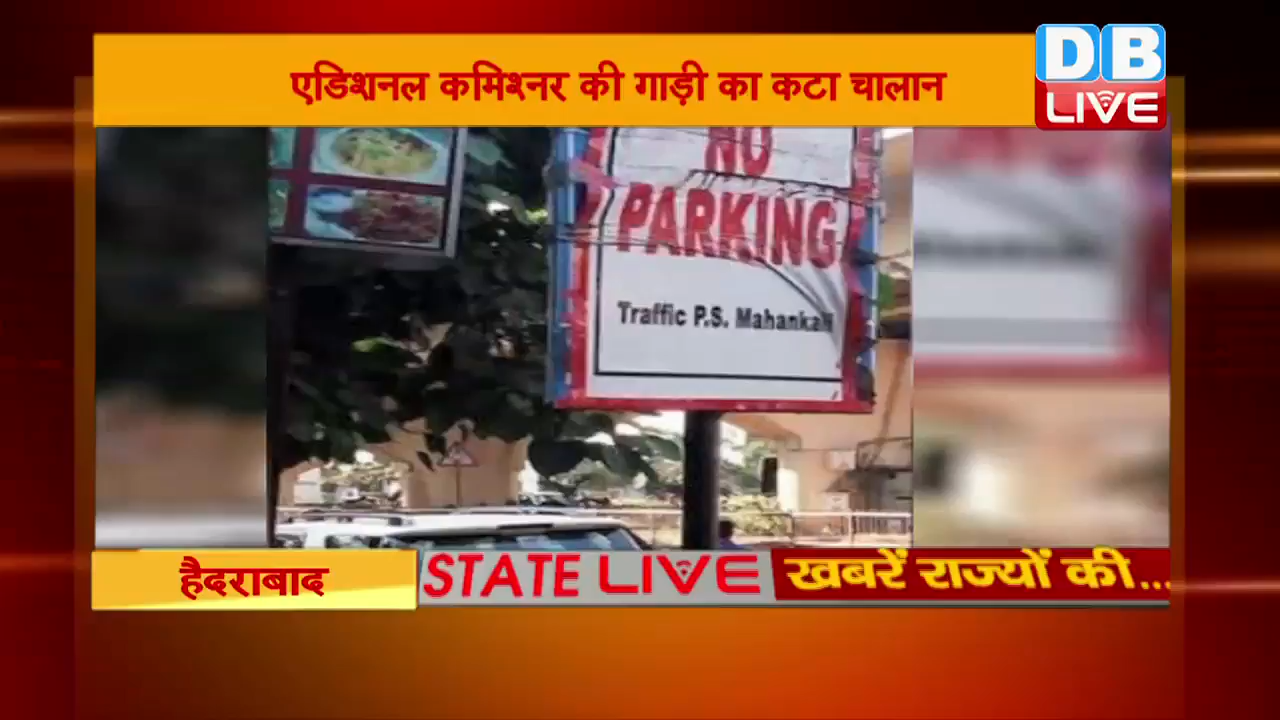 एडिशनल कमिश्नर की गाड़ी का कटा चालान
DB
LIVE
NO
PARKING
Traffic P.S. Mahankali
हैदराबाद
STATE LIVE
खबरें राज्यों की...